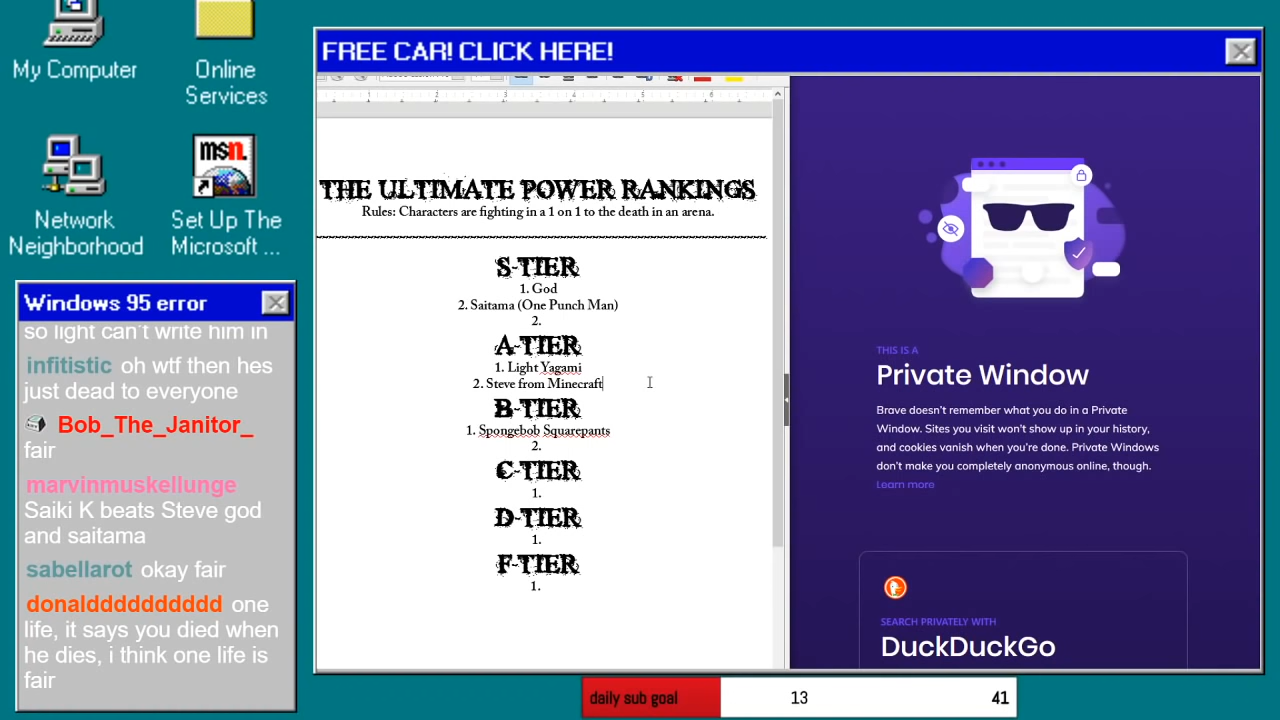 My Computer
Online
Services
Network
Neighborhood
msn.
Set Up The
Microsoft ...
Windows 95 error
so light can't write him in
infitistic oh wtf then hes
just dead to everyone
Bob_The_Janitor_
fair
marvinmuskellunge
Saiki K beats Steve god
and saitama
sabellarot okay fair
donalddddddddddd one
life, it says you died when
he dies, i think one life is
fair
FREE CAR! CLICK HERE!
1 2 3 4 5 6
THE ULTIMATE POWER RANKINGS
Rules: Characters are fighting in a 1 on 1 to the death in an arena.
S-TIER
1. God
2. Saitama (One Punch Man)
2.
A-TIER
1. Light Yagami
2. Steve from Minecraft
B-TIER
1. Spongebob Squarepants
2.
C-TIER
1.
D-TIER
1.
F-TIER
1.
THIS IS A
Private Window
Brave doesn't remember what you do in a Private
Window. Sites you visit won't show up in your history,
and cookies vanish when you're done. Private Windows
don't make you completely anonymous online, though.
Learn more
SEARCH PRIVATELY WITH
DuckDuckGo
daily sub goal 13 41